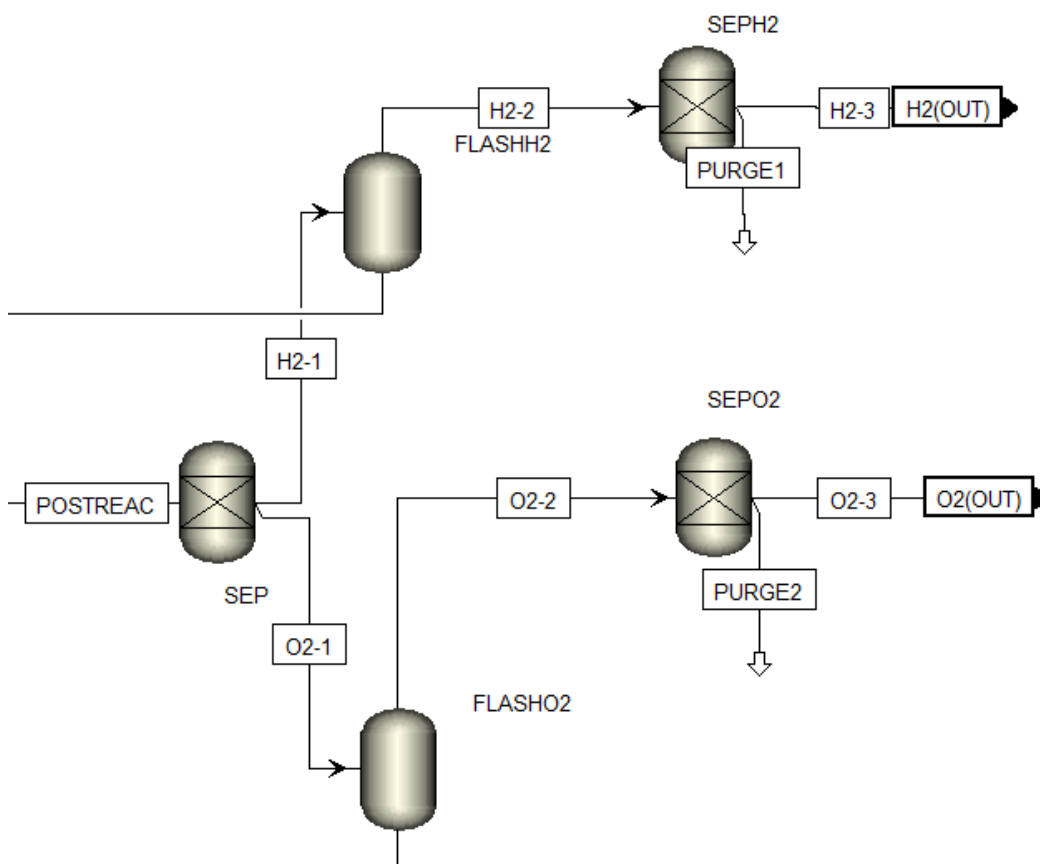 SEPH2
H2-2
H2-3
H2(OUT)
FLASHH2
PURGE1
H2-1
SEPO2
POSTREAC
O2-2
O2-3
O2(OUT)
SEP
PURGE2
O2-1
FLASHO2